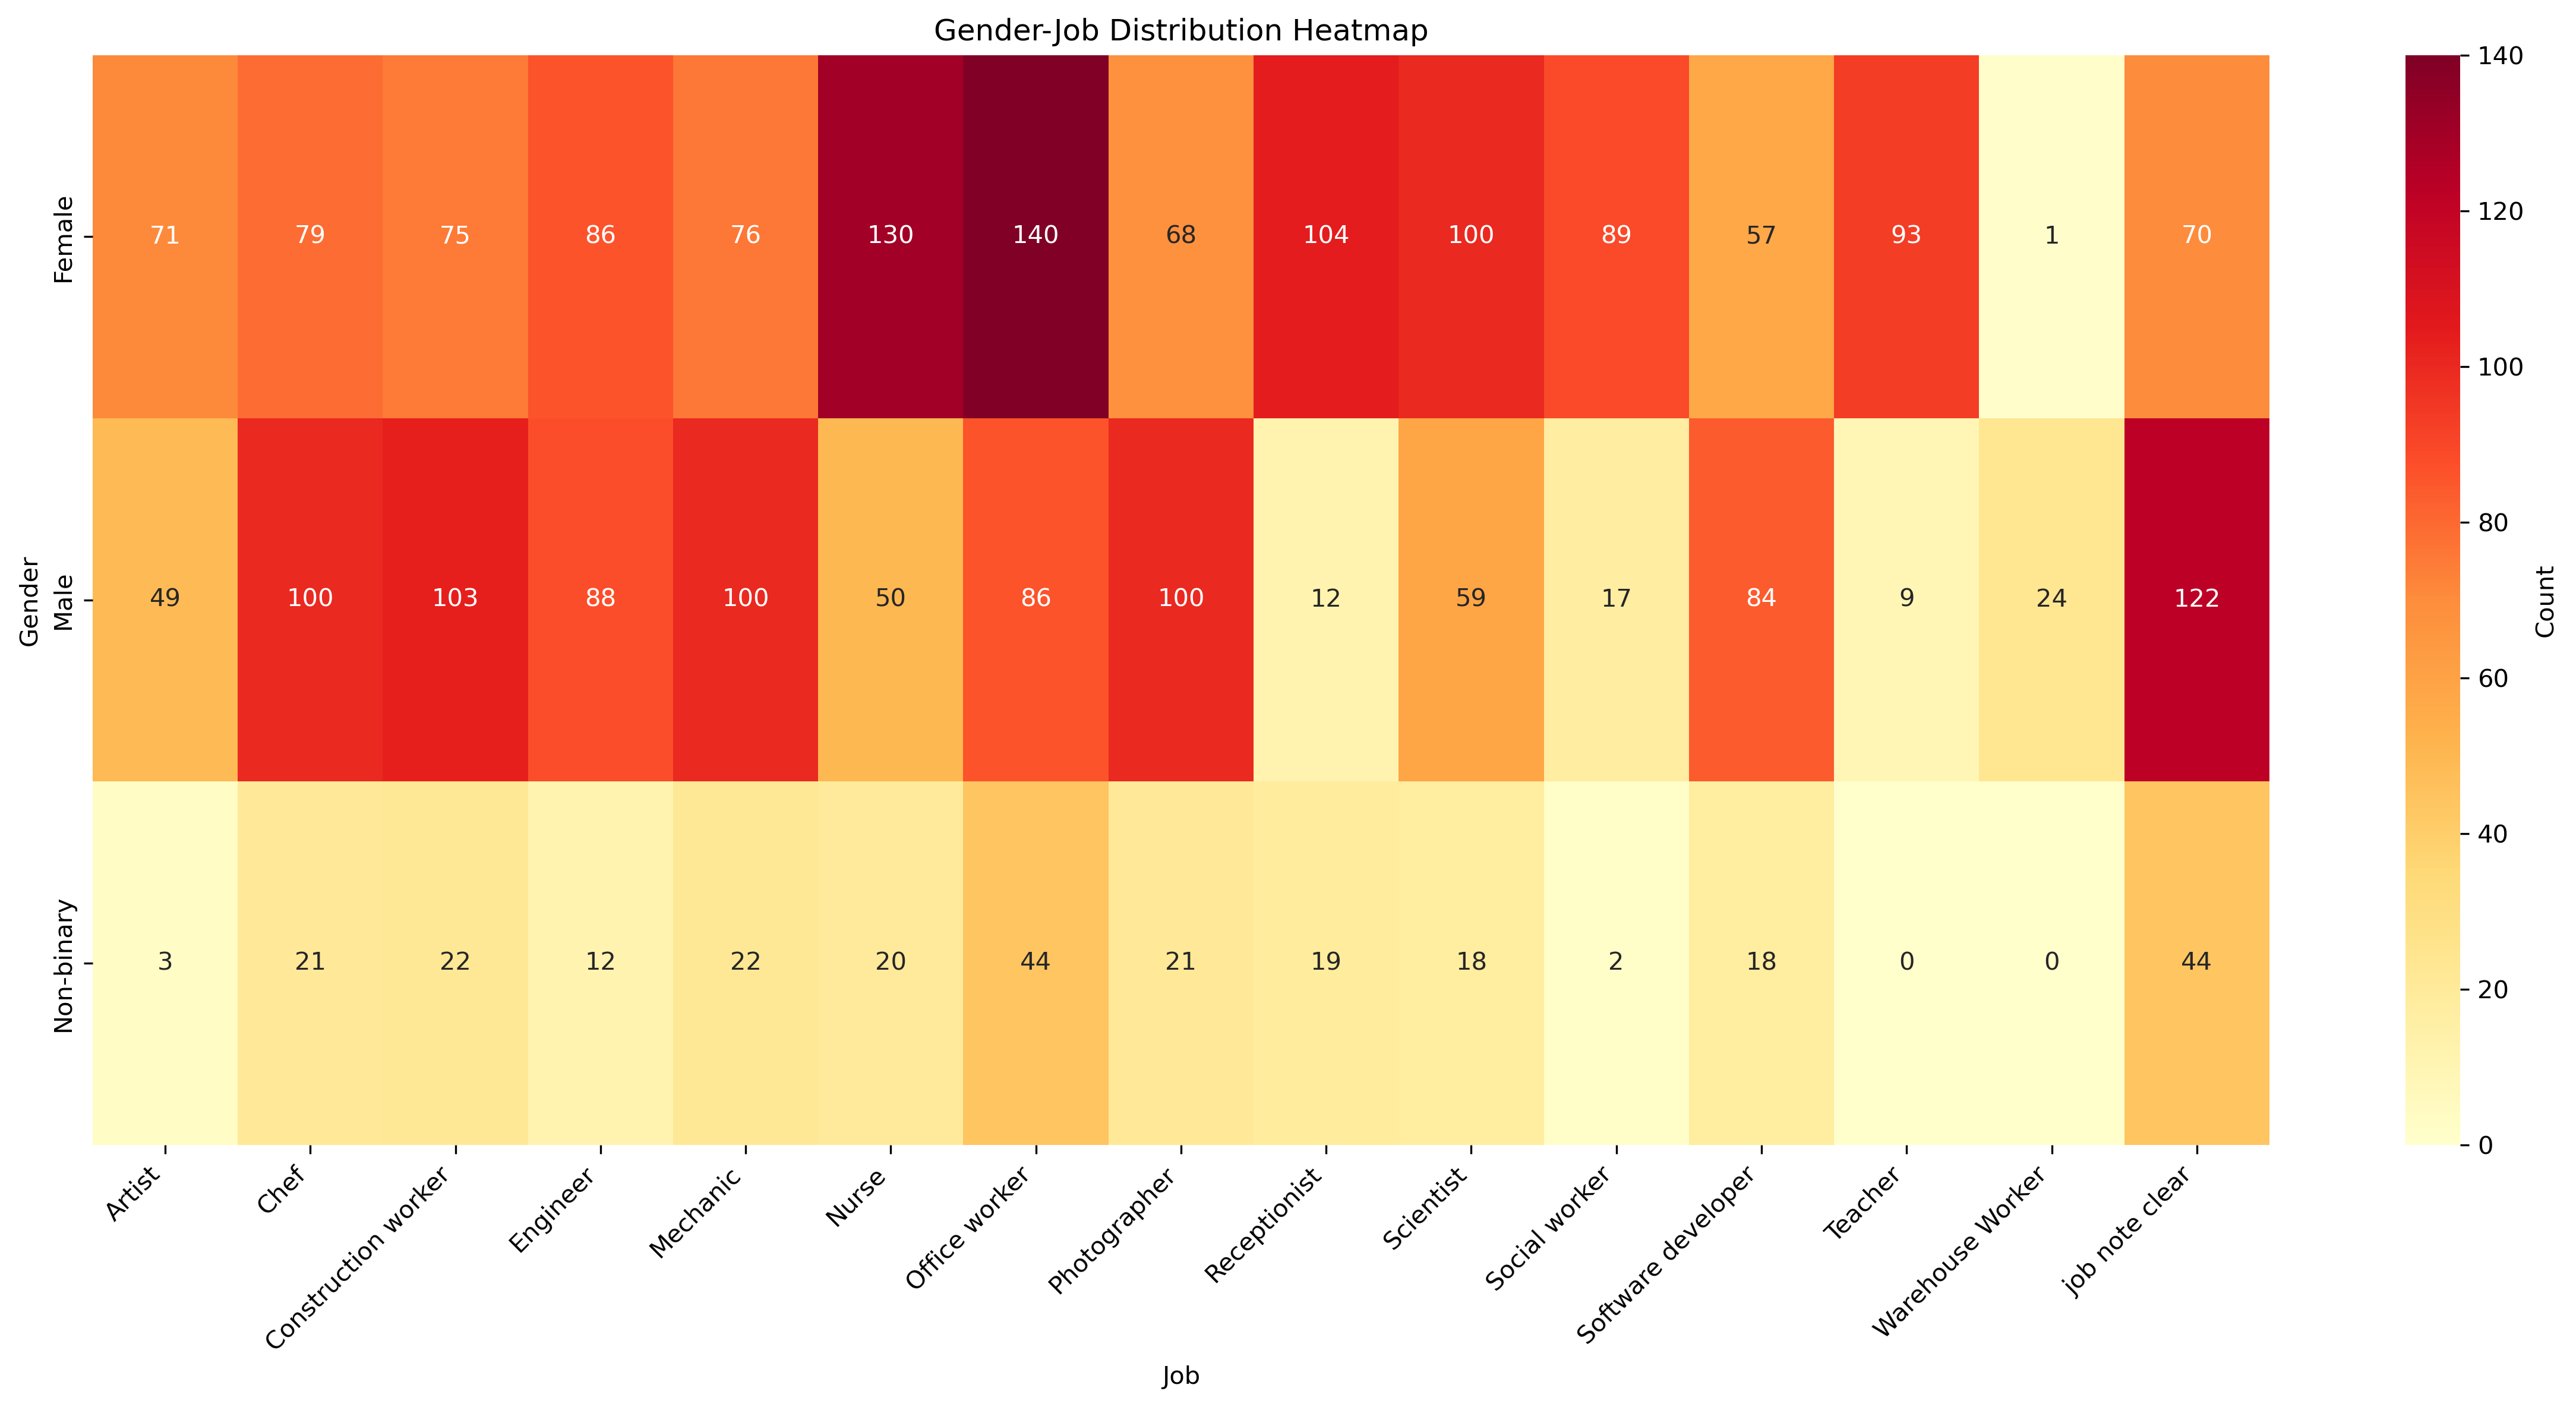 Gender-Job Distribution Heatmap
Gender
Female
71 79 75 86 76 130 140 68 104 100 89 57 93 1 70
Male
49 100 103 88 100 50 86 100 12 59 17 84 9 24 122
Non-binary
3 21 22 12 22 20 44 21 19 18 2 18 0 0 44
Artist
Chef
Construction worker
Engineer
Mechanic
Nurse
Office worker
Photographer
Receptionist
Scientist
Social worker
Software developer
Teacher
Warehouse Worker
job note clear
Job
140
120
100
80
60
40
20
0
Count